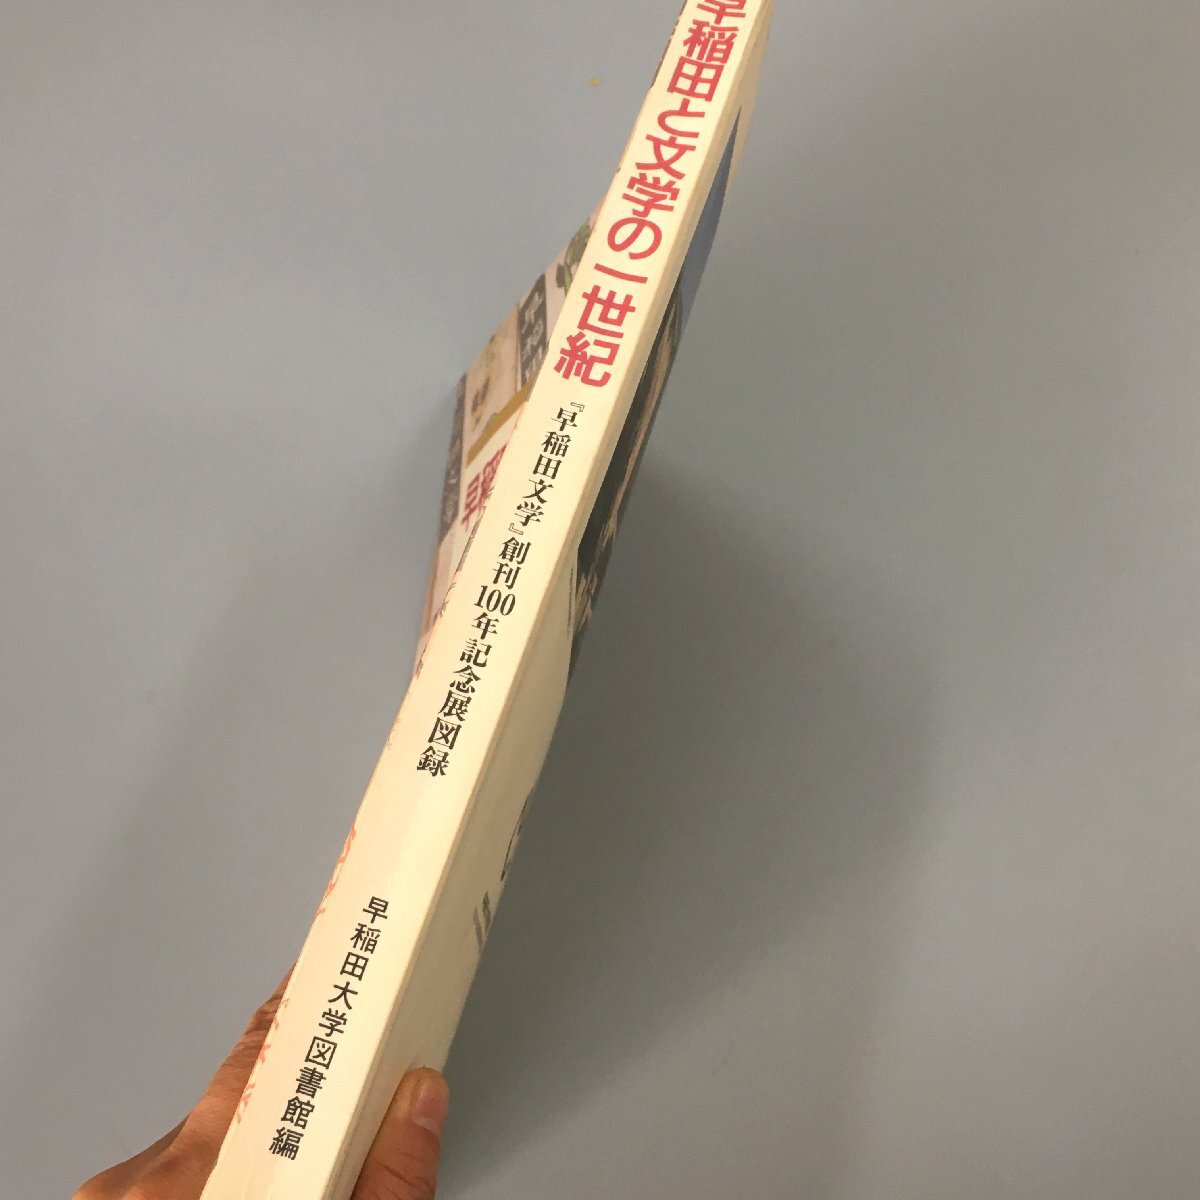 早稲田と文学の一世紀
『早稲田文学』創刊100年記念展図録
早稲田大学図書館編